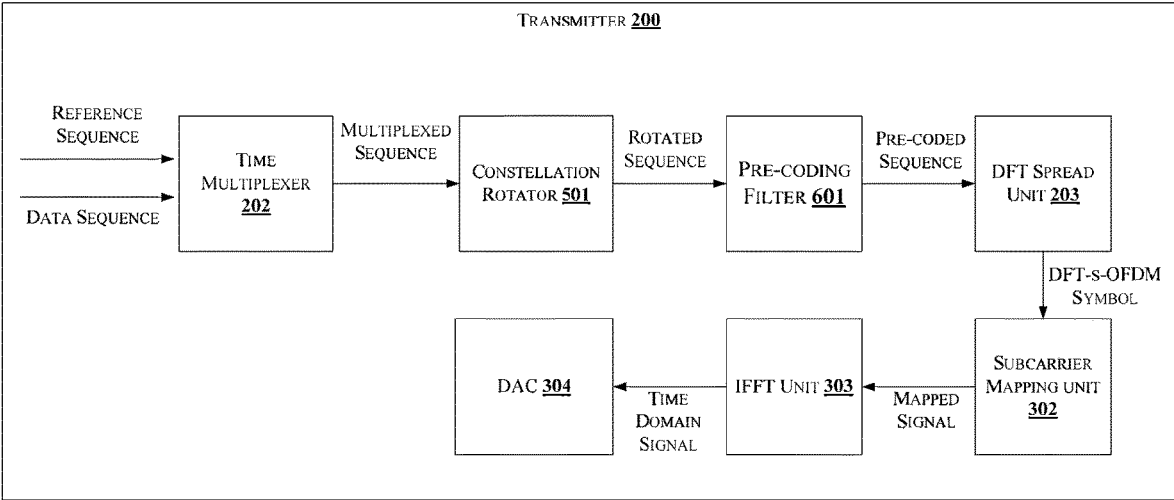 TRANSMITTER 200
REFERENCE
SEQUENCE
DATA SEQUENCE
TIME
MULTIPLEXER
202
MULTIPLEXED
SEQUENCE
CONSTELLATION
ROTATOR 501
ROTATED
SEQUENCE
PRE-CODING
FILTER 601
PRE-CODED
SEQUENCE
DFT SPREAD
UNIT 203
DFT-S-OFDM
SYMBOL
SUBCARRIER
MAPPING UNIT
302
MAPPED
SIGNAL
IFFT UNIT 303
TIME
DOMAIN
SIGNAL
DAC 304